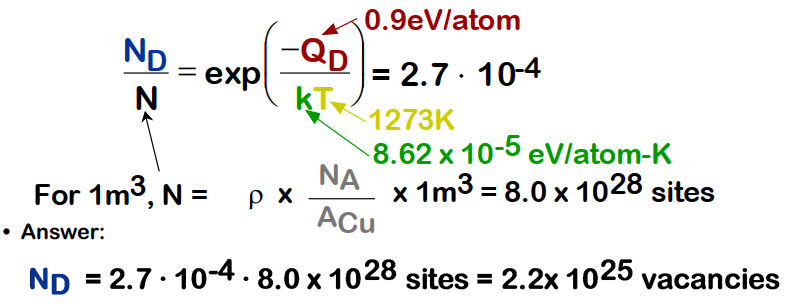 0.9eV/atom
N_D/N = exp(−Q_D/kT) = 2.7 · 10^-4
1273K
8.62 x 10^-5 eV/atom-K
For 1m^3, N = ρ x N_A/A_Cu x 1m^3 = 8.0 x 10^28 sites
• Answer:
N_D = 2.7 · 10^-4 · 8.0 x 10^28 sites = 2.2x 10^25 vacancies